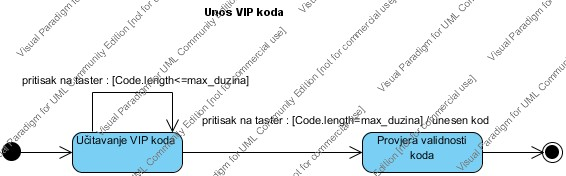 Unos VIP koda
pritisak na taster : [Code.length<=max_duzina]
pritisak na taster : [Code.length=max_duzina] / unesen kod
Učitavanje VIP koda
Provjera validnosti
koda
Visual Paradigm for UML Community Edition [not for commercial use]